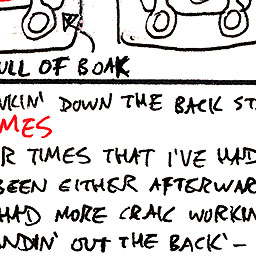 ULL OF BOAK
NKIN' DOWN THE BACK ST
MES
R TIMES THAT I'VE HAD
BEEN EITHER AFTERWAR
HAD MORE CRAIC WORKIN
NDIN' OUT THE BACK'—